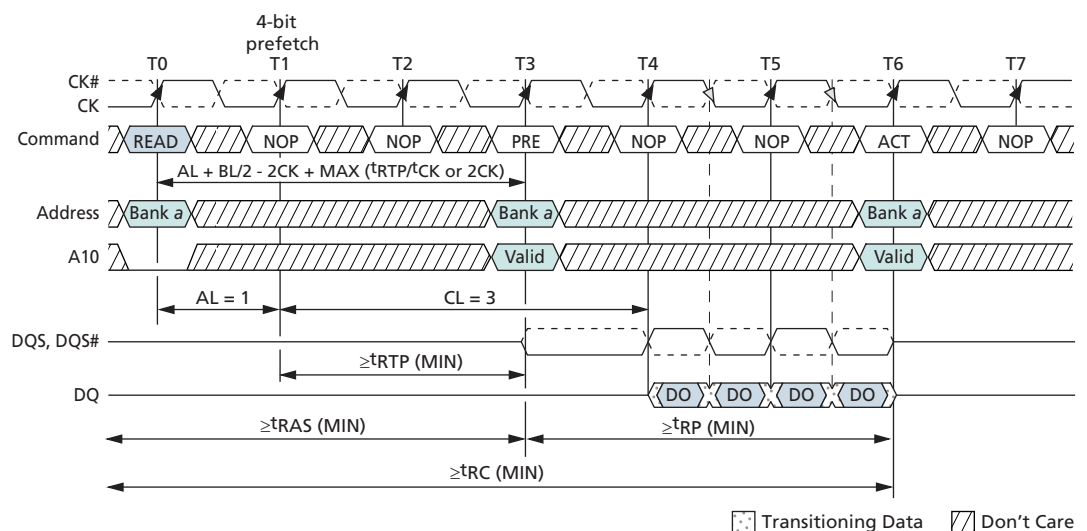 4-bit
prefetch
T0 T1 T2 T3 T4 T5 T6 T7
CK#
CK
Command READ NOP NOP PRE NOP NOP ACT NOP
AL + BL/2 - 2CK + MAX (tRTP/tCK or 2CK)
Address Bank a Bank a Bank a
A10 Valid Valid
AL = 1 CL = 3
DQS, DQS#
≥tRTP (MIN)
DQ DO DO DO DO
≥tRAS (MIN) ≥tRP (MIN)
≥tRC (MIN)
Transitioning Data Don't Care